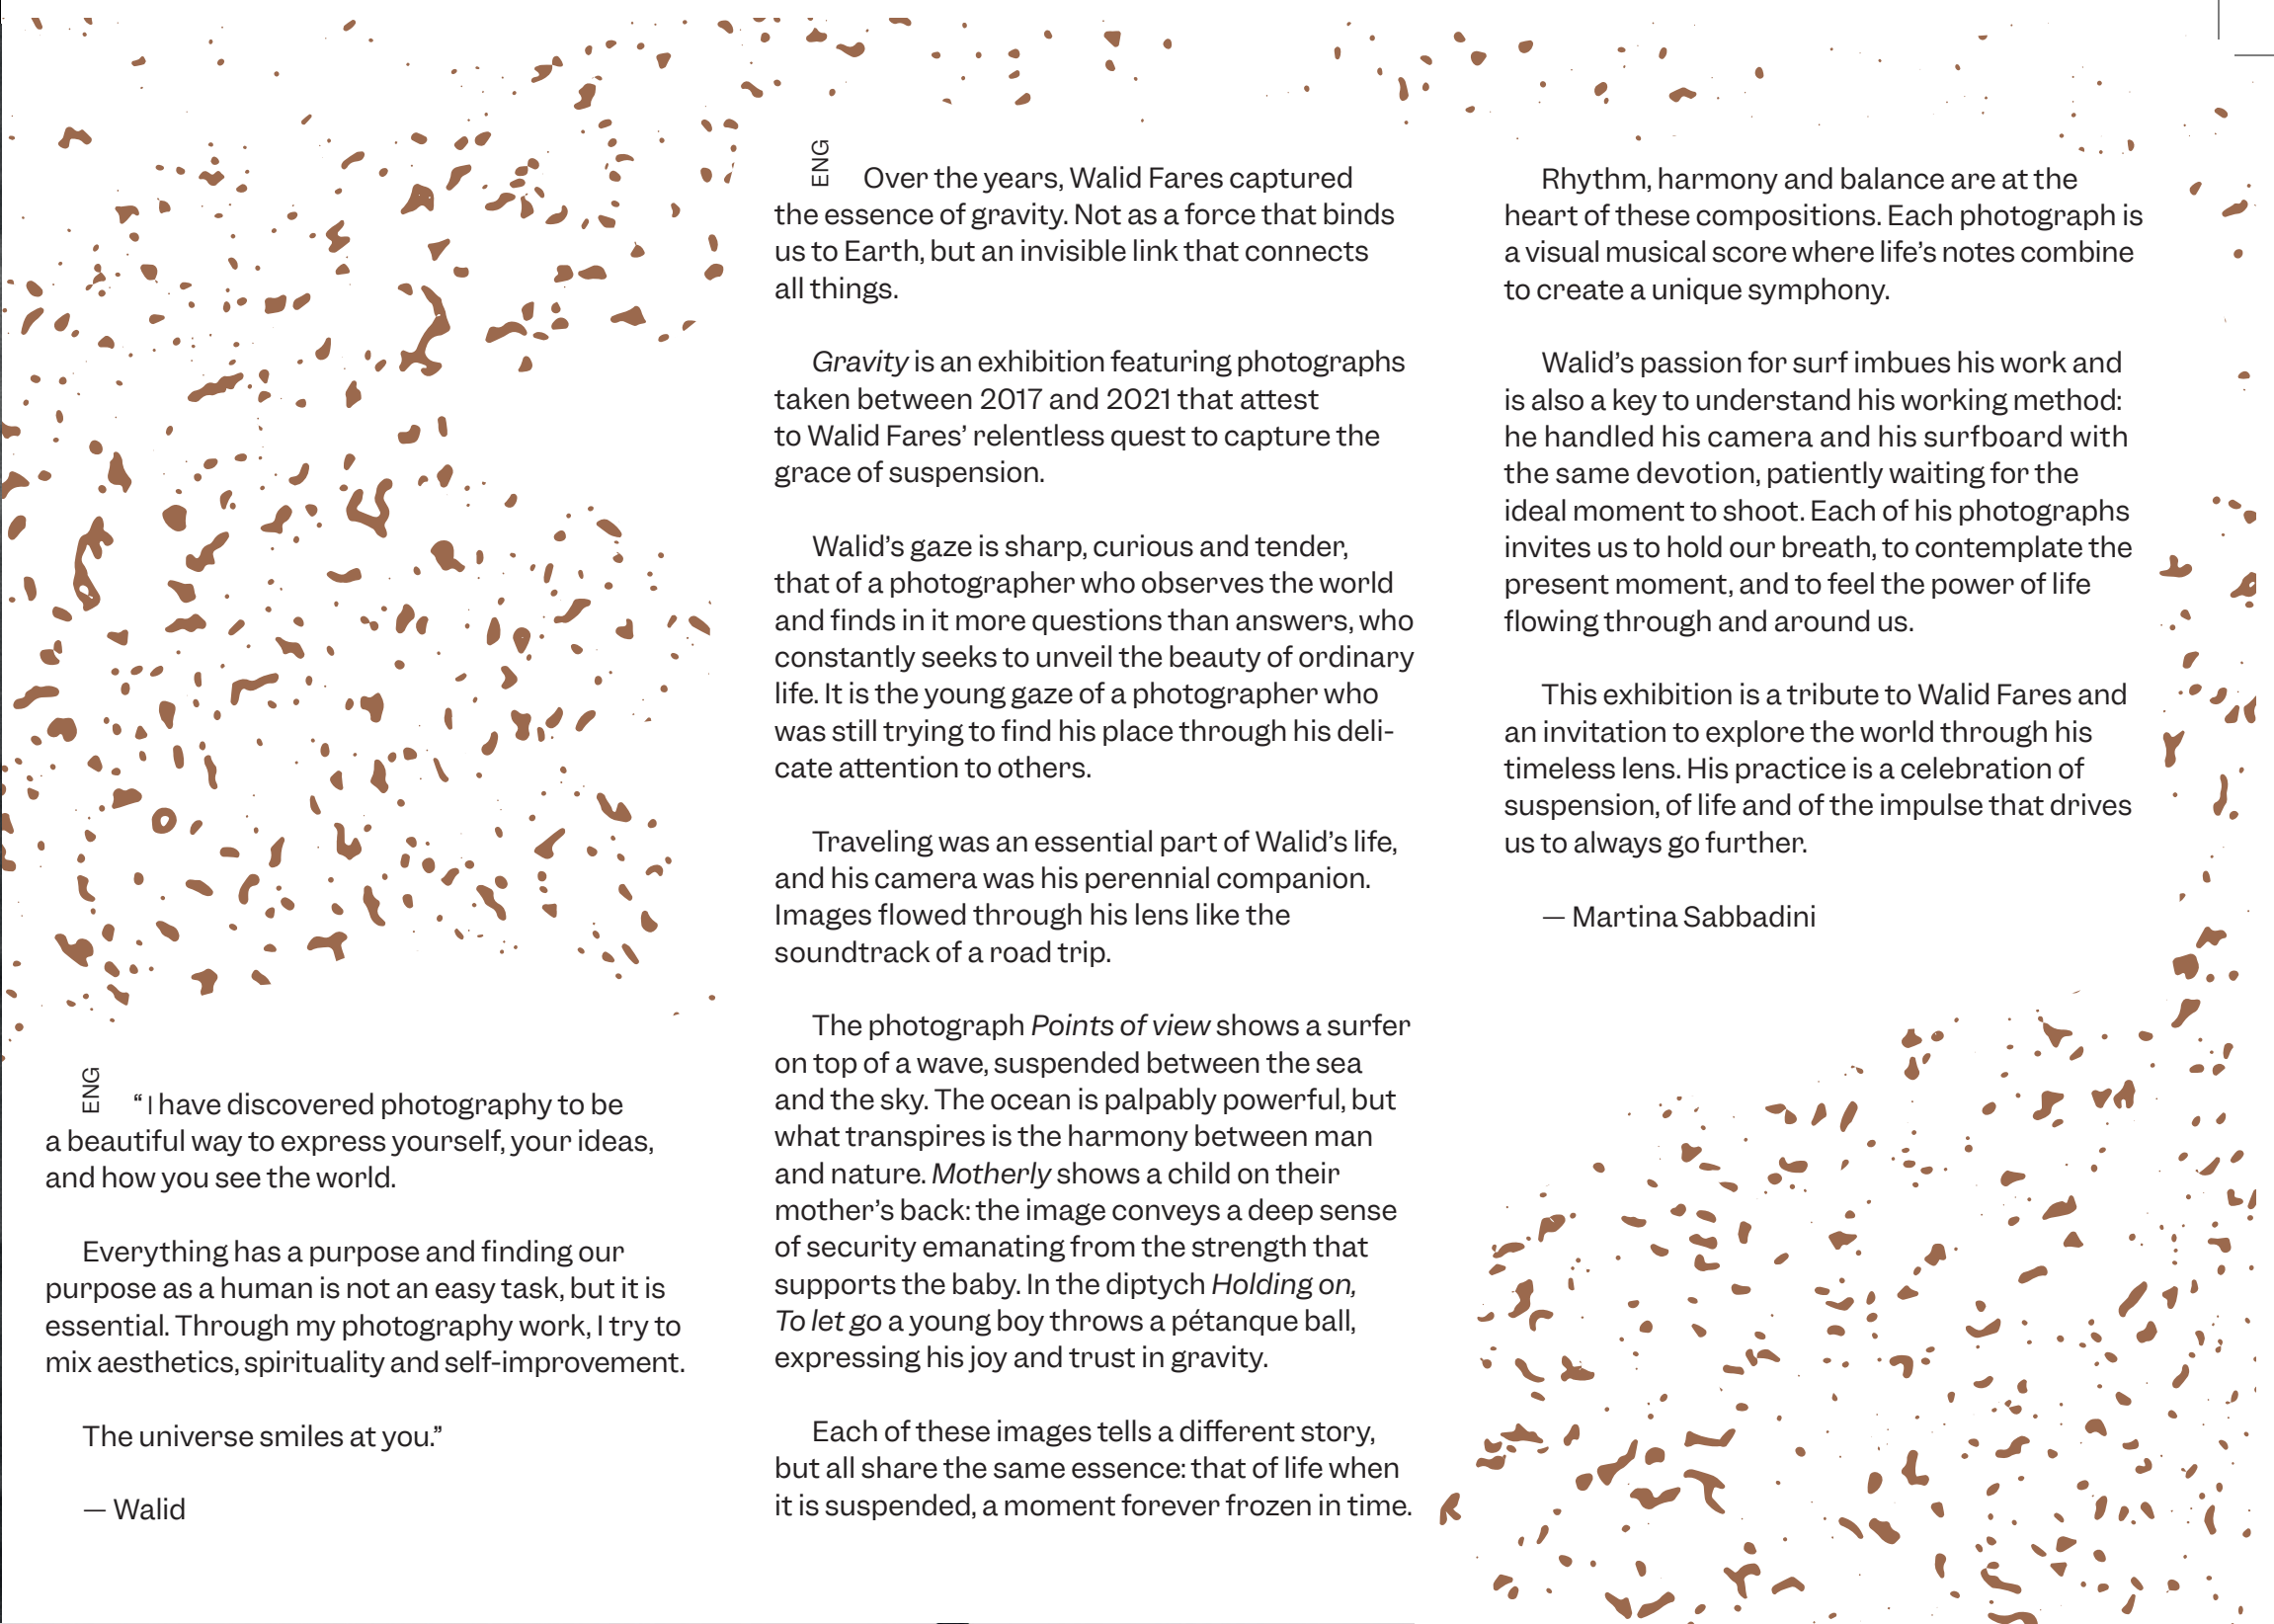 ENG
“ I have discovered photography to be
a beautiful way to express yourself, your ideas,
and how you see the world.
Everything has a purpose and finding our
purpose as a human is not an easy task, but it is
essential. Through my photography work, I try to
mix aesthetics, spirituality and self-improvement.
The universe smiles at you.”
— Walid
ENG
Over the years, Walid Fares captured
the essence of gravity. Not as a force that binds
us to Earth, but an invisible link that connects
all things.
Gravity is an exhibition featuring photographs
taken between 2017 and 2021 that attest
to Walid Fares’ relentless quest to capture the
grace of suspension.
Walid’s gaze is sharp, curious and tender,
that of a photographer who observes the world
and finds in it more questions than answers, who
constantly seeks to unveil the beauty of ordinary
life. It is the young gaze of a photographer who
was still trying to find his place through his deli-
cate attention to others.
Traveling was an essential part of Walid’s life,
and his camera was his perennial companion.
Images flowed through his lens like the
soundtrack of a road trip.
The photograph Points of view shows a surfer
on top of a wave, suspended between the sea
and the sky. The ocean is palpably powerful, but
what transpires is the harmony between man
and nature. Motherly shows a child on their
mother’s back: the image conveys a deep sense
of security emanating from the strength that
supports the baby. In the diptych Holding on,
To let go a young boy throws a pétanque ball,
expressing his joy and trust in gravity.
Each of these images tells a different story,
but all share the same essence: that of life when
it is suspended, a moment forever frozen in time.
Rhythm, harmony and balance are at the
heart of these compositions. Each photograph is
a visual musical score where life’s notes combine
to create a unique symphony.
Walid’s passion for surf imbues his work and
is also a key to understand his working method:
he handled his camera and his surfboard with
the same devotion, patiently waiting for the
ideal moment to shoot. Each of his photographs
invites us to hold our breath, to contemplate the
present moment, and to feel the power of life
flowing through and around us.
This exhibition is a tribute to Walid Fares and
an invitation to explore the world through his
timeless lens. His practice is a celebration of
suspension, of life and of the impulse that drives
us to always go further.
— Martina Sabbadini